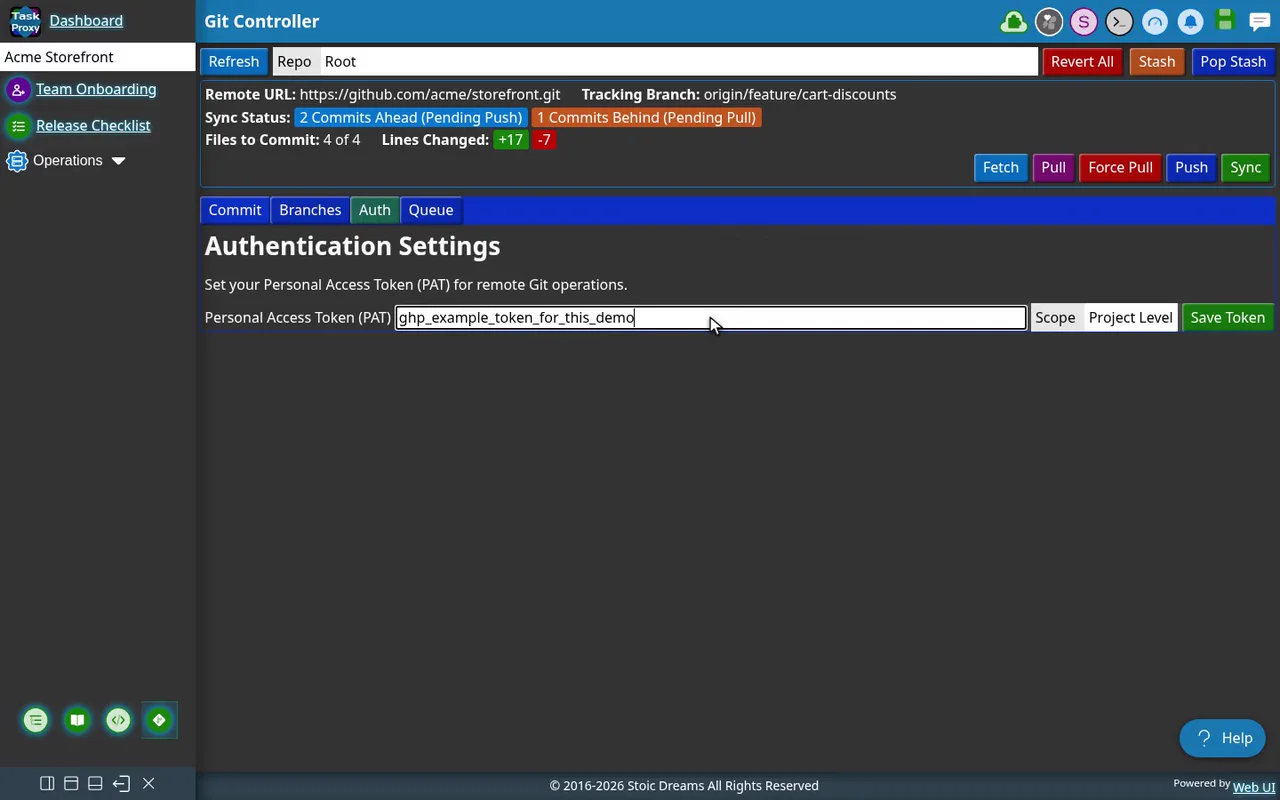 Task Proxy
Dashboard
Git Controller
S
Acme Storefront
Team Onboarding
Release Checklist
Operations
Refresh
Repo
Root
Revert All
Stash
Pop Stash
Remote URL: https://github.com/acme/storefront.git
Tracking Branch: origin/feature/cart-discounts
Sync Status: 2 Commits Ahead (Pending Push) 1 Commits Behind (Pending Pull)
Files to Commit: 4 of 4
Lines Changed: +17 -7
Fetch
Pull
Force Pull
Push
Sync
Commit
Branches
Auth
Queue
Authentication Settings
Set your Personal Access Token (PAT) for remote Git operations.
Personal Access Token (PAT)
ghp_example_token_for_this_demo
Scope
Project Level
Save Token
? Help
© 2016-2026 Stoic Dreams All Rights Reserved
Powered by Web UI